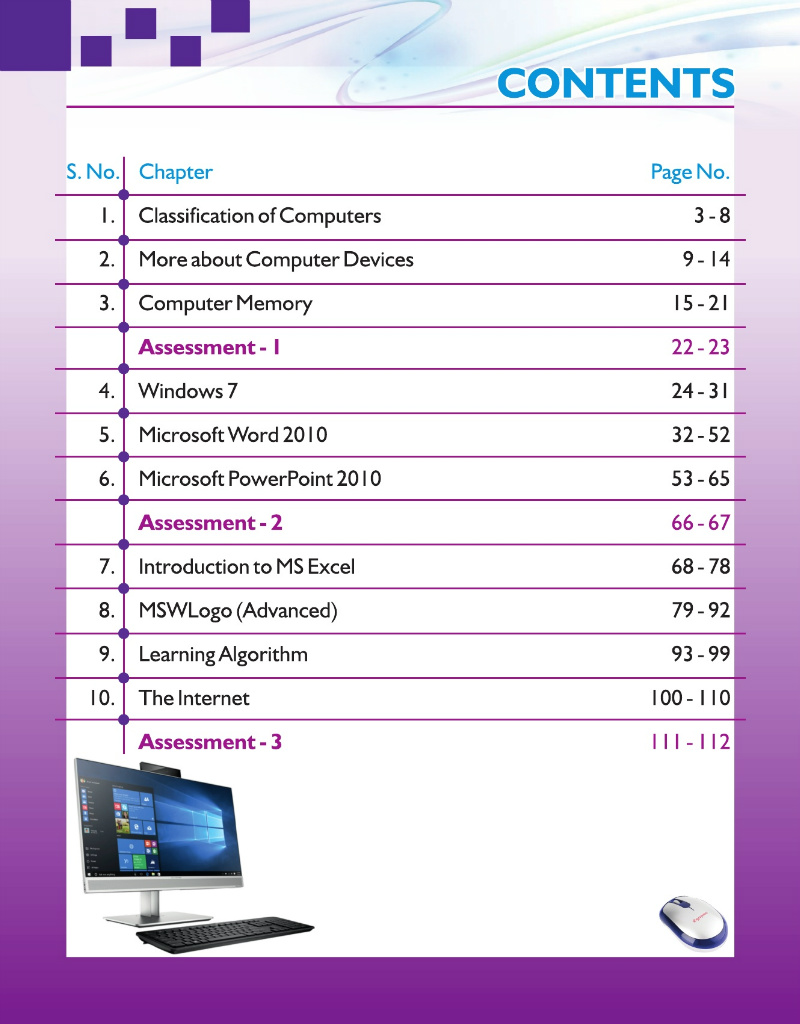 CONTENTS
S. No. Chapter Page No.
1. Classification of Computers 3 - 8
2. More about Computer Devices 9 - 14
3. Computer Memory 15 - 21
Assessment - 1 22 - 23
4. Windows 7 24 - 31
5. Microsoft Word 2010 32 - 52
6. Microsoft PowerPoint 2010 53 - 65
Assessment - 2 66 - 67
7. Introduction to MS Excel 68 - 78
8. MSWLogo (Advanced) 79 - 92
9. Learning Algorithm 93 - 99
10. The Internet 100 - 110
Assessment - 3 111 - 112